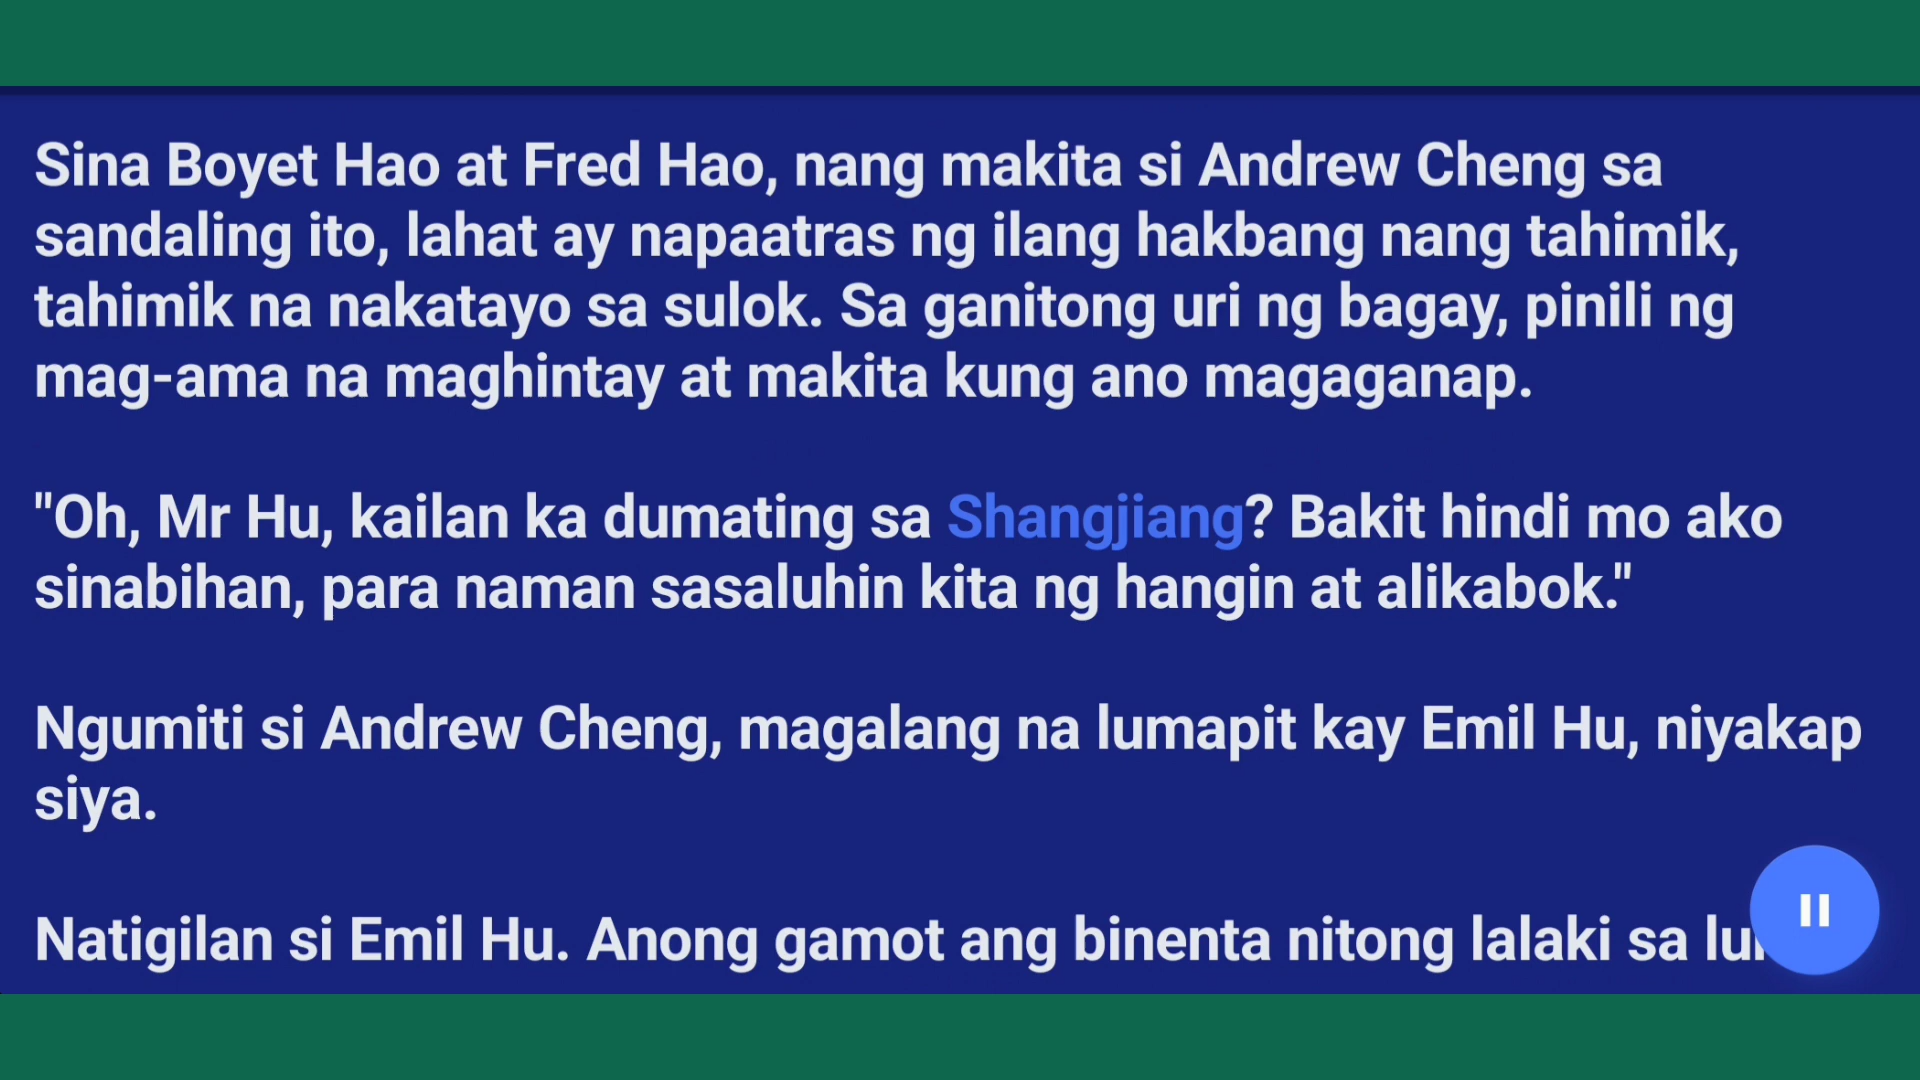 Sina Boyet Hao at Fred Hao, nang makita si Andrew Cheng sa
sandaling ito, lahat ay napaatras ng ilang hakbang nang tahimik,
tahimik na nakatayo sa sulok. Sa ganitong uri ng bagay, pinili ng
mag-ama na maghintay at makita kung ano magaganap.
"Oh, Mr Hu, kailan ka dumating sa Shangjiang? Bakit hindi mo ako
sinabihan, para naman sasaluhin kita ng hangin at alikabok."
Ngumiti si Andrew Cheng, magalang na lumapit kay Emil Hu, niyakap
siya.
Natigilan si Emil Hu. Anong gamot ang binenta nitong lalaki sa